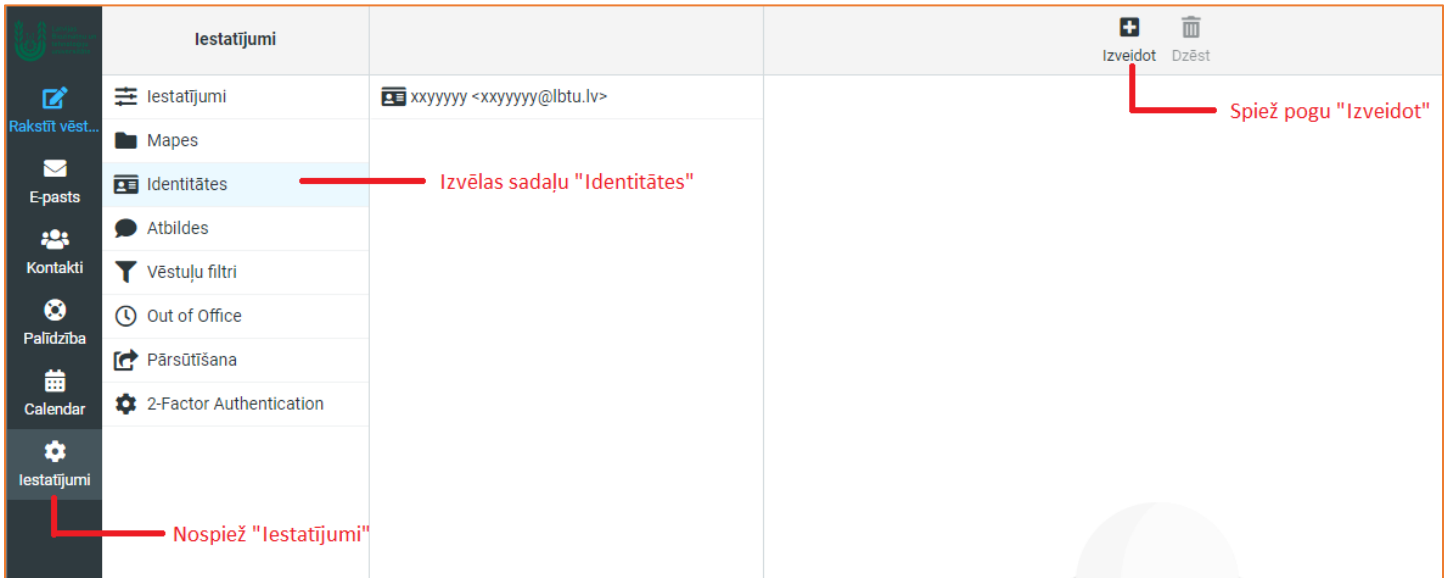 Iestatījumi
Izveidot
Dzēst
Rakstīt vēst...
E-pasts
Kontakti
Palīdzība
Calendar
Iestatījumi
Iestatījumi
Mapes
Identitātes
Atbildes
Vēstuļu filtri
Out of Office
Pārsūtīšana
2-Factor Authentication
xxyyyyy <xxyyyyy@lbtu.lv>
Spiež pogu "Izveidot"
Izvēlas sadaļu "Identitātes"
Nospiež "Iestatījumi"